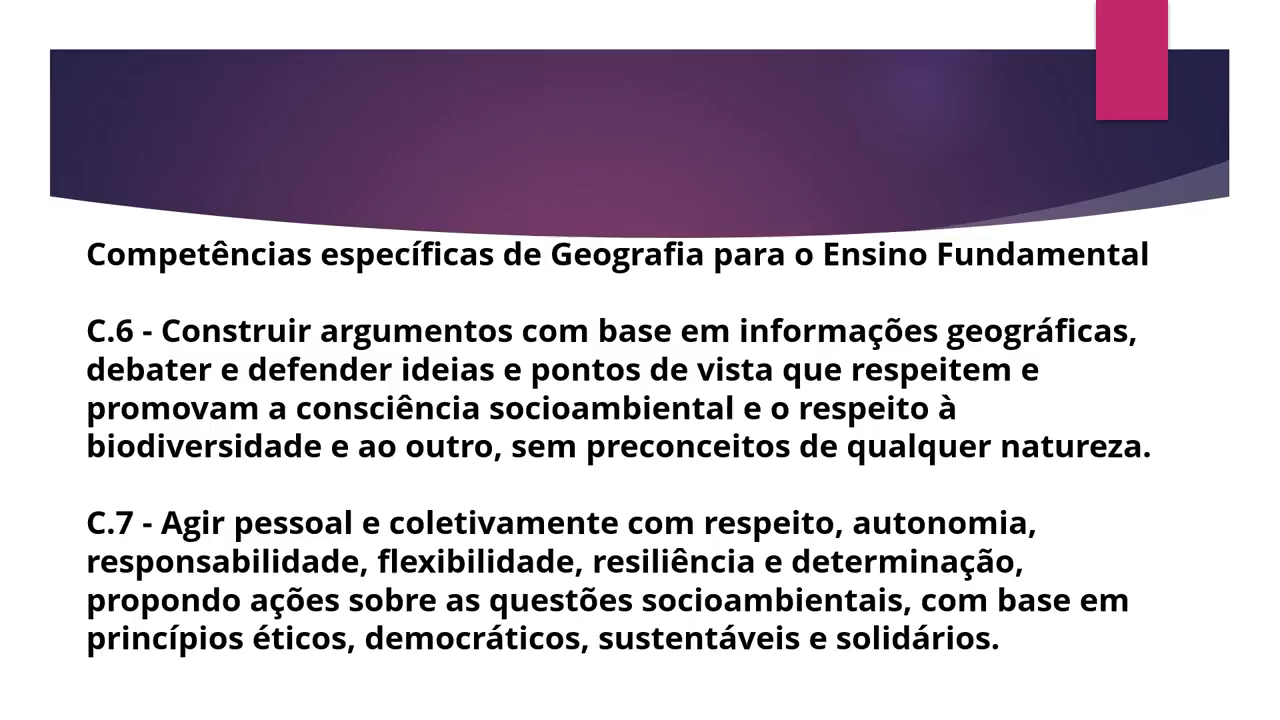 Competências específicas de Geografia para o Ensino Fundamental
C.6 - Construir argumentos com base em informações geográficas,
debater e defender ideias e pontos de vista que respeitem e
promovam a consciência socioambiental e o respeito à
biodiversidade e ao outro, sem preconceitos de qualquer natureza.
C.7 - Agir pessoal e coletivamente com respeito, autonomia,
responsabilidade, flexibilidade, resiliência e determinação,
propondo ações sobre as questões socioambientais, com base em
princípios éticos, democráticos, sustentáveis e solidários.